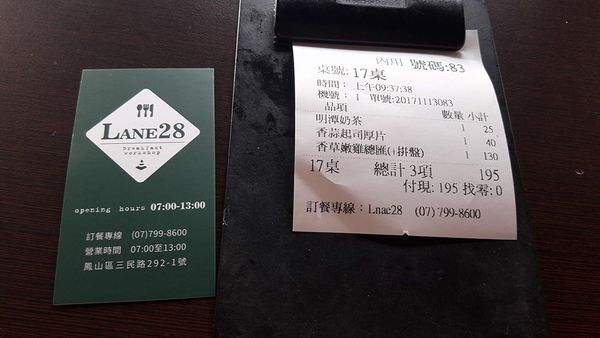 LANE28
breakfast
workshop
opening hours 07:00-13:00
訂餐專線 (07)799-8600
營業時間 07:00至13:00
鳳山區三民路292-1號
內用 號碼:83
桌號: 17桌
時間: 上午09:37:38
機號: 1 單號:20171113083
品項 數量 小計
明潭奶茶 1 25
香蒜起司厚片 1 40
香草嫩雞總匯(+拼盤) 1 130
17桌 總計 3項 195
付現: 195 找零: 0
訂餐專線: Lnae28 (07)799-8600